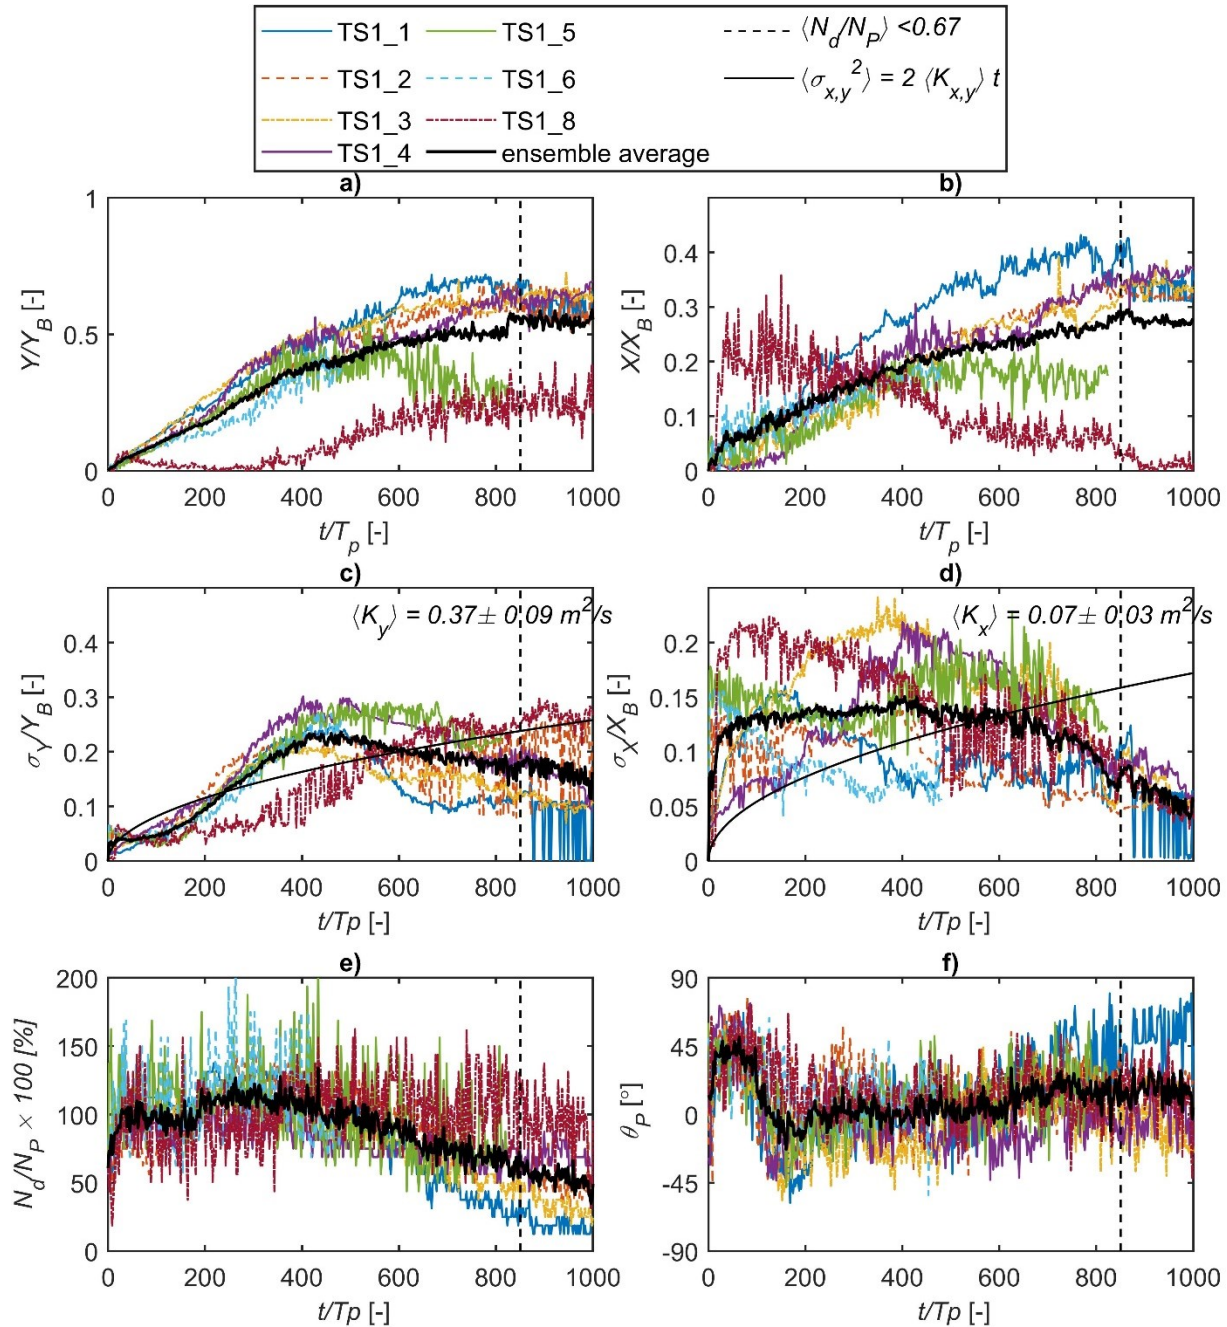 TS1_1 TS1_5 ⟨N_d/N_P⟩ <0.67
TS1_2 TS1_6 ⟨σ_{x,y}^2⟩ = 2 ⟨K_{x,y}⟩ t
TS1_3 TS1_8
TS1_4 ensemble average
a)
1
0.5
0
Y/Y_B [-]
0 200 400 600 800 1000
t/T_p [-]
b)
0.4
0.3
0.2
0.1
0
X/X_B [-]
0 200 400 600 800 1000
t/T_p [-]
c)
⟨K_y⟩ = 0.37± 0.09 m^2/s
0.4
0.3
0.2
0.1
0
σ_Y/Y_B [-]
0 200 400 600 800 1000
t/Tp [-]
d)
⟨K_x⟩ = 0.07± 0.03 m^2/s
0.2
0.15
0.1
0.05
0
σ_X/X_B [-]
0 200 400 600 800 1000
t/Tp [-]
e)
200
150
100
50
0
N_d/N_P × 100 [%]
0 200 400 600 800 1000
t/Tp [-]
f)
90
45
0
-45
-90
θ_P [°]
0 200 400 600 800 1000
t/Tp [-]